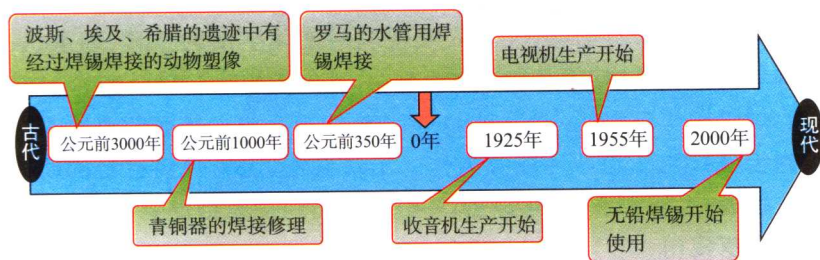 波斯、埃及、希腊的遗迹中有
经过焊锡焊接的动物塑像
罗马的水管用焊
锡焊接
电视机生产开始
古代
公元前3000年
公元前1000年
公元前350年
0年
1925年
1955年
2000年
现代
青铜器的焊接修理
收音机生产开始
无铅焊锡开始
使用